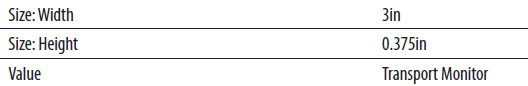 Size: Width 3in
Size: Height 0.375in
Value Transport Monitor